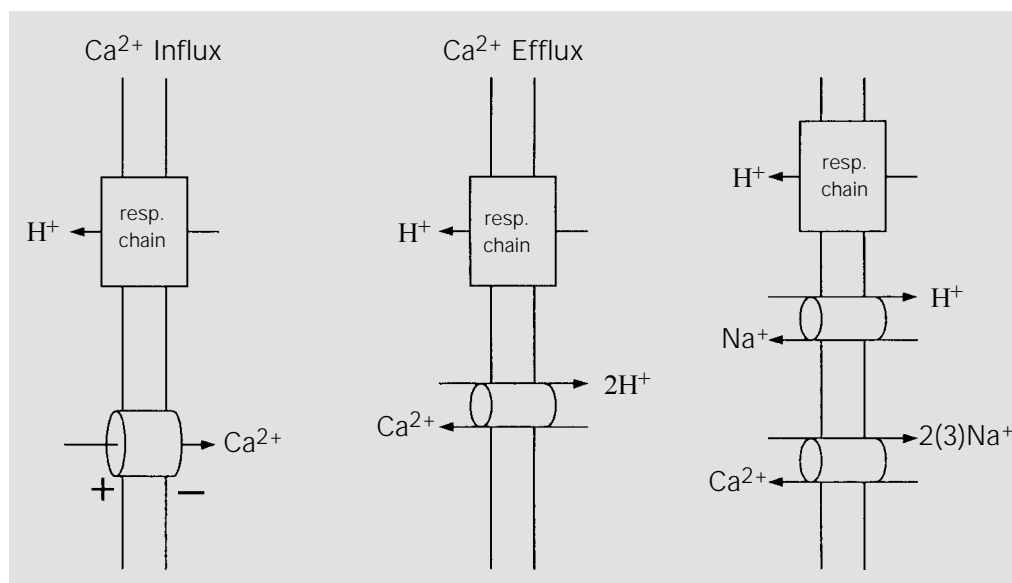 Ca²⁺ Influx
H⁺
resp.
chain
Ca²⁺
+ −
Ca²⁺ Efflux
H⁺
resp.
chain
2H⁺
Ca²⁺
H⁺
resp.
chain
H⁺
Na⁺
2(3)Na⁺
Ca²⁺